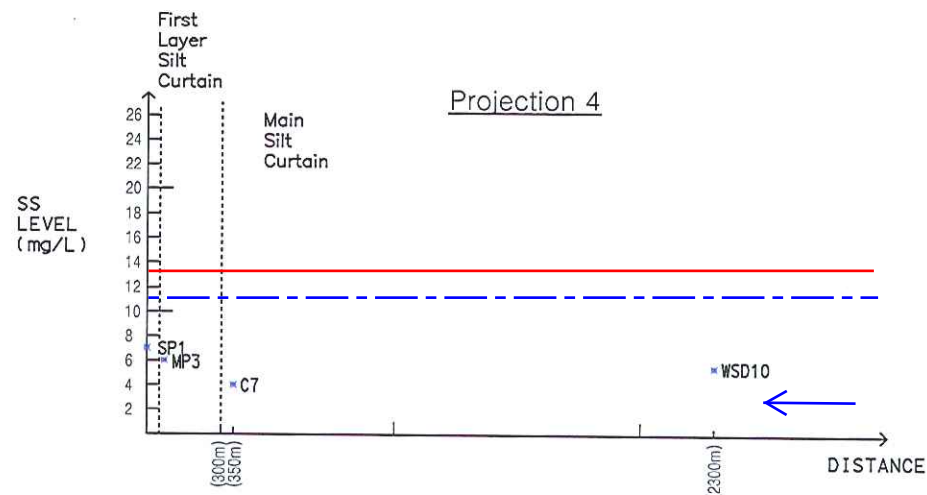 First
Layer
Silt
Curtain
Projection 4
Main
Silt
Curtain
SS
LEVEL
(mg/L)
26
24
22
20
18
16
14
12
10
8
6
4
2
SP1
MP3
C7
WSD10
(300m)
(350m)
2300m)
DISTANCE